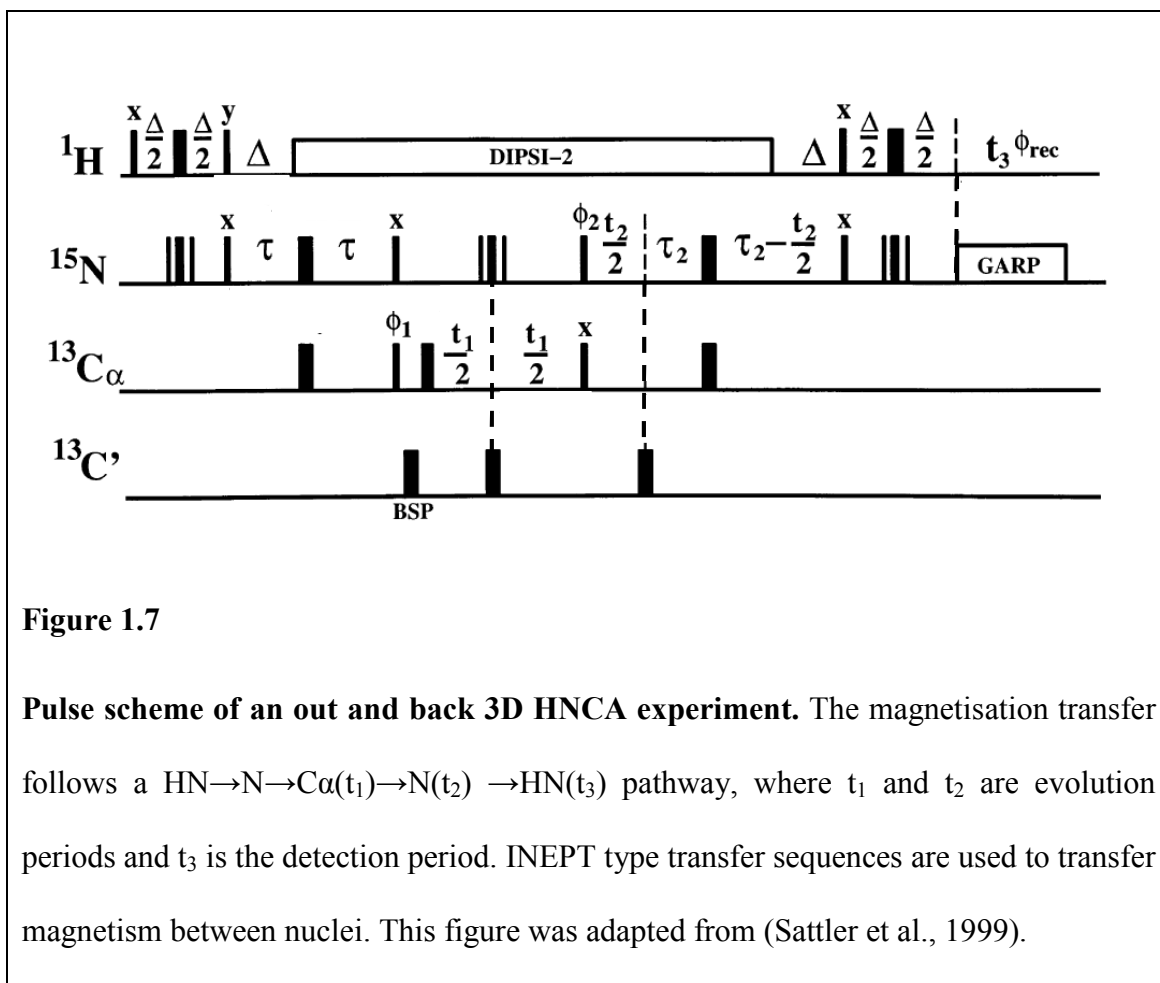 x Δ/2 Δ/2 y x Δ/2 Δ/2
¹H Δ DIPSI–2 Δ t₃ ϕrec
x x ϕ₂ t₂/2 x
¹⁵N τ τ τ₂ τ₂–t₂/2 GARP
ϕ₁ t₁/2 t₁/2 x
¹³Cα
¹³C’
BSP
Figure 1.7
Pulse scheme of an out and back 3D HNCA experiment. The magnetisation transfer
follows a HN→N→Cα(t₁)→N(t₂) →HN(t₃) pathway, where t₁ and t₂ are evolution
periods and t₃ is the detection period. INEPT type transfer sequences are used to transfer
magnetism between nuclei. This figure was adapted from (Sattler et al., 1999).